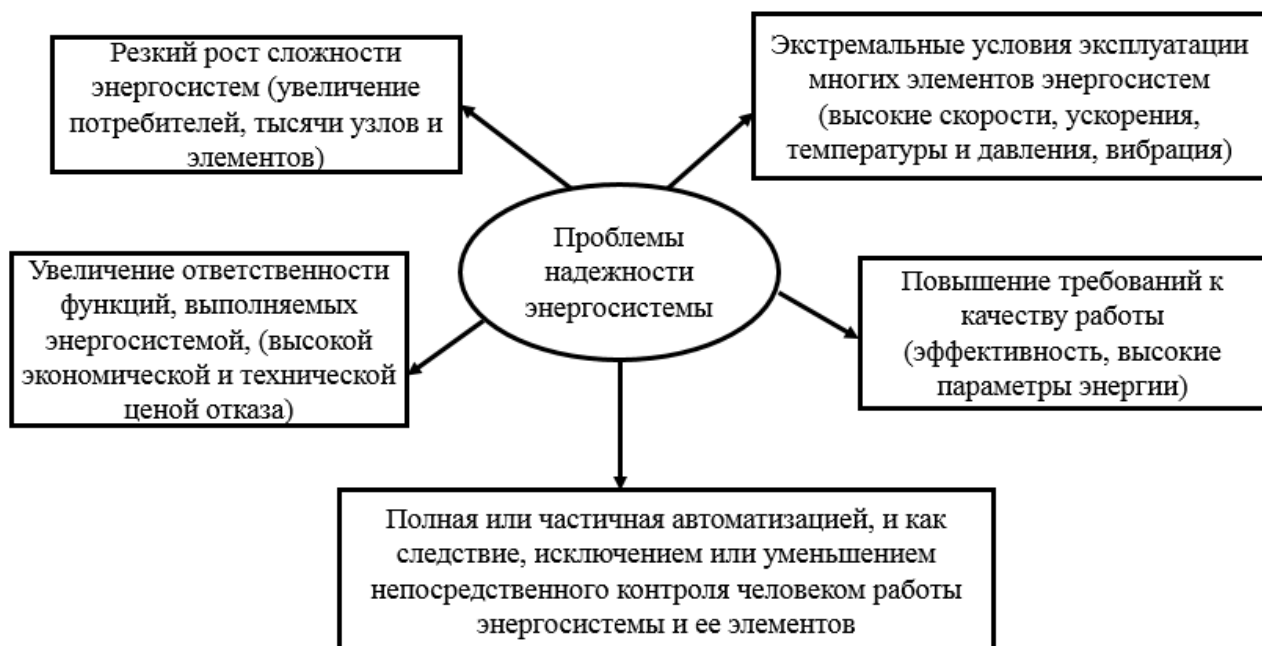 Резкий рост сложности
энергосистем (увеличение
потребителей, тысячи узлов и
элементов)
Экстремальные условия эксплуатации
многих элементов энергосистем
(высокие скорости, ускорения,
температуры и давления, вибрация)
Проблемы
надежности
энергосистемы
Увеличение ответственности
функций, выполняемых
энергосистемой, (высокой
экономической и технической
ценой отказа)
Повышение требований к
качеству работы
(эффективность, высокие
параметры энергии)
Полная или частичная автоматизацией, и как
следствие, исключением или уменьшением
непосредственного контроля человеком работы
энергосистемы и ее элементов